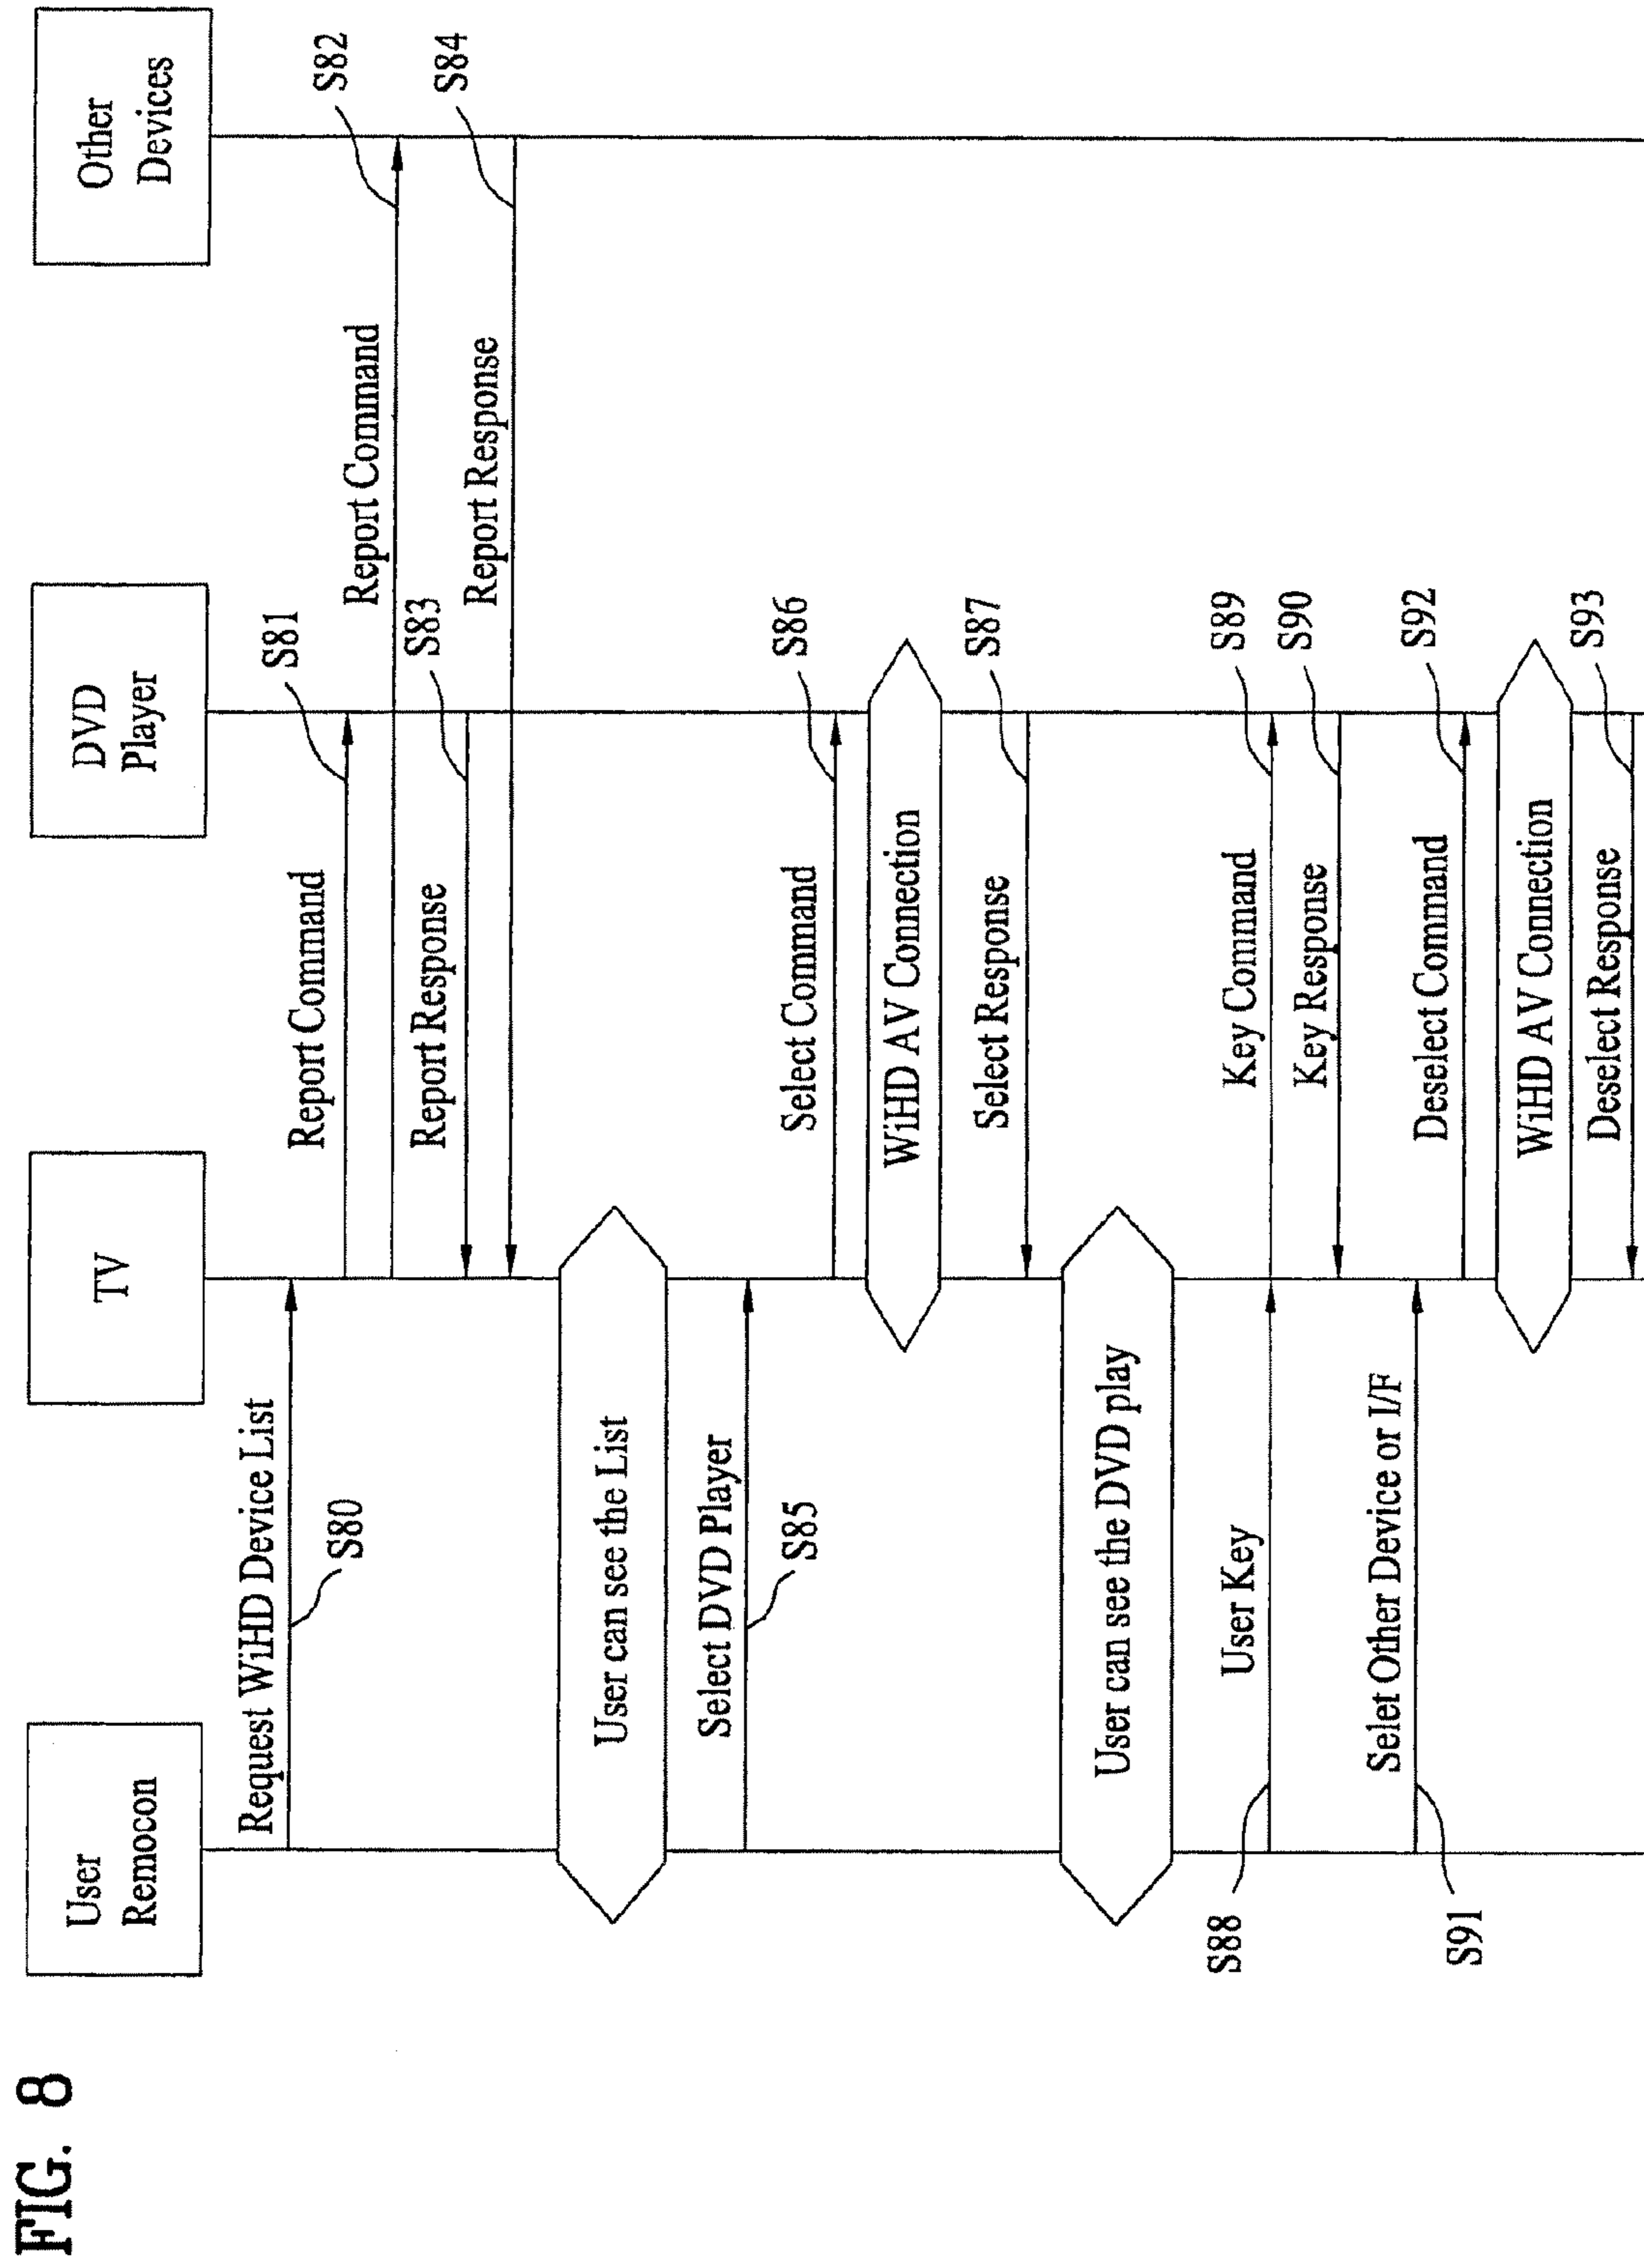 FIG. 8
User
Remocon
TV
DVD
Player
Other
Devices
Request WiHD Device List
S80
Report Command
S81
Report Command
S82
Report Response
S83
Report Response
S84
User can see the List
Select DVD Player
S85
Select Command
S86
WiHD AV Connection
Select Response
S87
User can see the DVD play
User Key
S88
Key Command
S89
Key Response
S90
Selet Other Device or I/F
S91
Deselect Command
S92
WiHD AV Connection
Deselect Response
S93